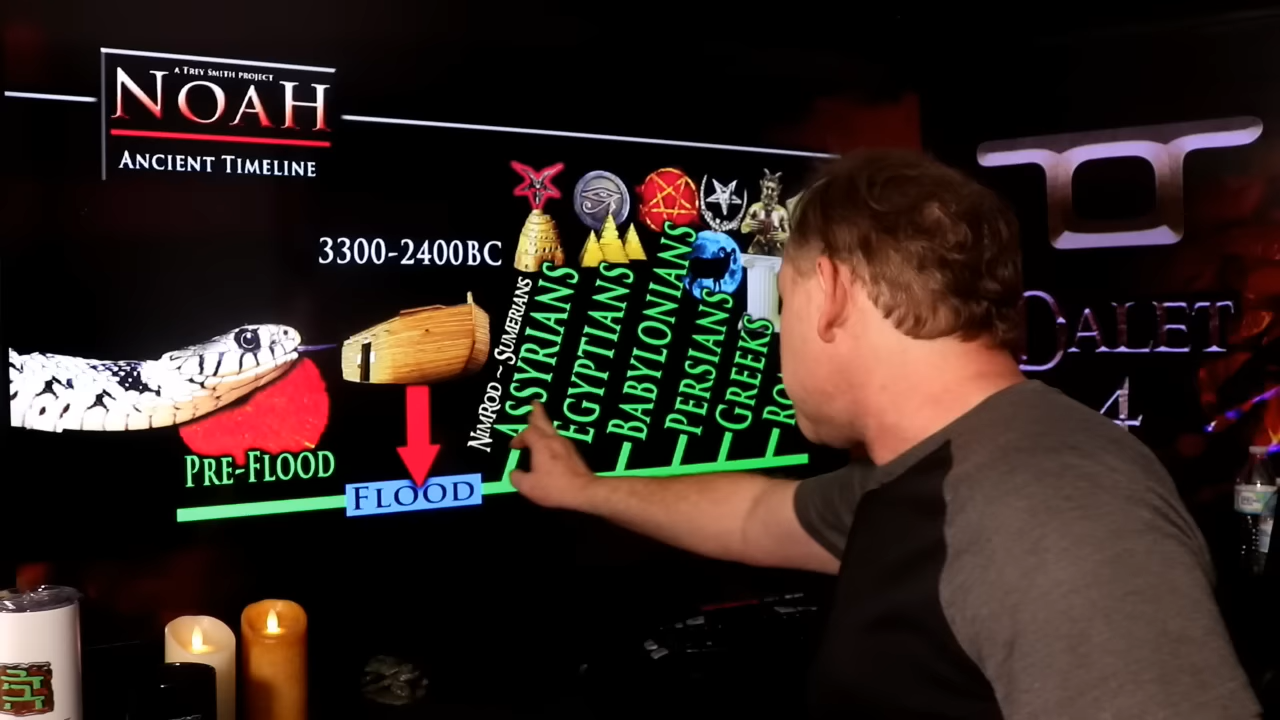 A Trey Smith Project
Noah
Ancient Timeline
3300-2400BC
Nimrod ~ Sumerians
Assyrians
Egyptians
Babylonians
Persians
Greeks
Pre-Flood
Flood
Dalet
4